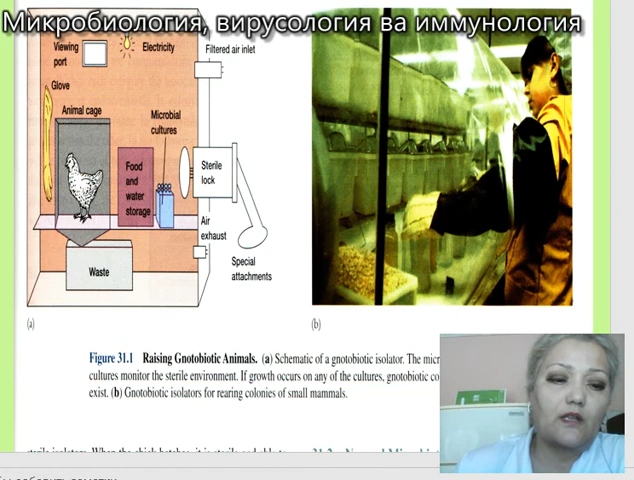 Микробиология, вирусология ва иммунология
Viewing
port
Electricity
Filtered air inlet
Glove
Animal cage
Microbial
cultures
Food
and
water
storage
Sterile
lock
Air
exhaust
Special
attachments
Waste
(a)
(b)
Figure 31.1 Raising Gnotobiotic Animals. (a) Schematic of a gnotobiotic isolator. The micr
cultures monitor the sterile environment. If growth occurs on any of the cultures, gnotobiotic co
exist. (b) Gnotobiotic isolators for rearing colonies of small mammals.